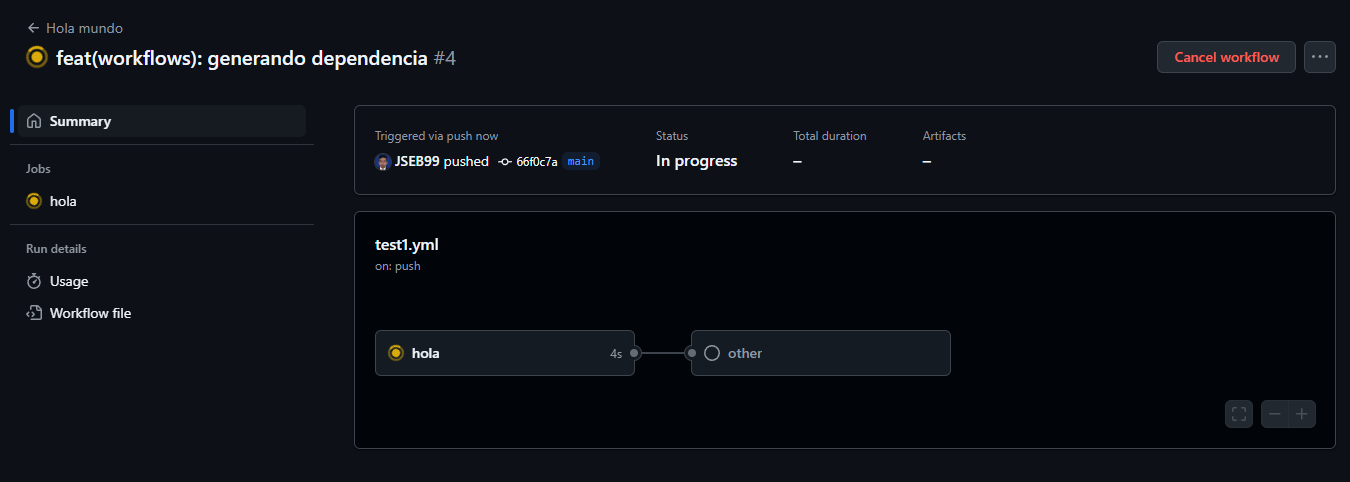 Hola mundo
feat(workflows): generando dependencia #4
Cancel workflow
Summary
Jobs
hola
Run details
Usage
Workflow file
Triggered via push now
JSEB99 pushed 66f0c7a main
Status
In progress
Total duration
–
Artifacts
–
test1.yml
on: push
hola 4s
other